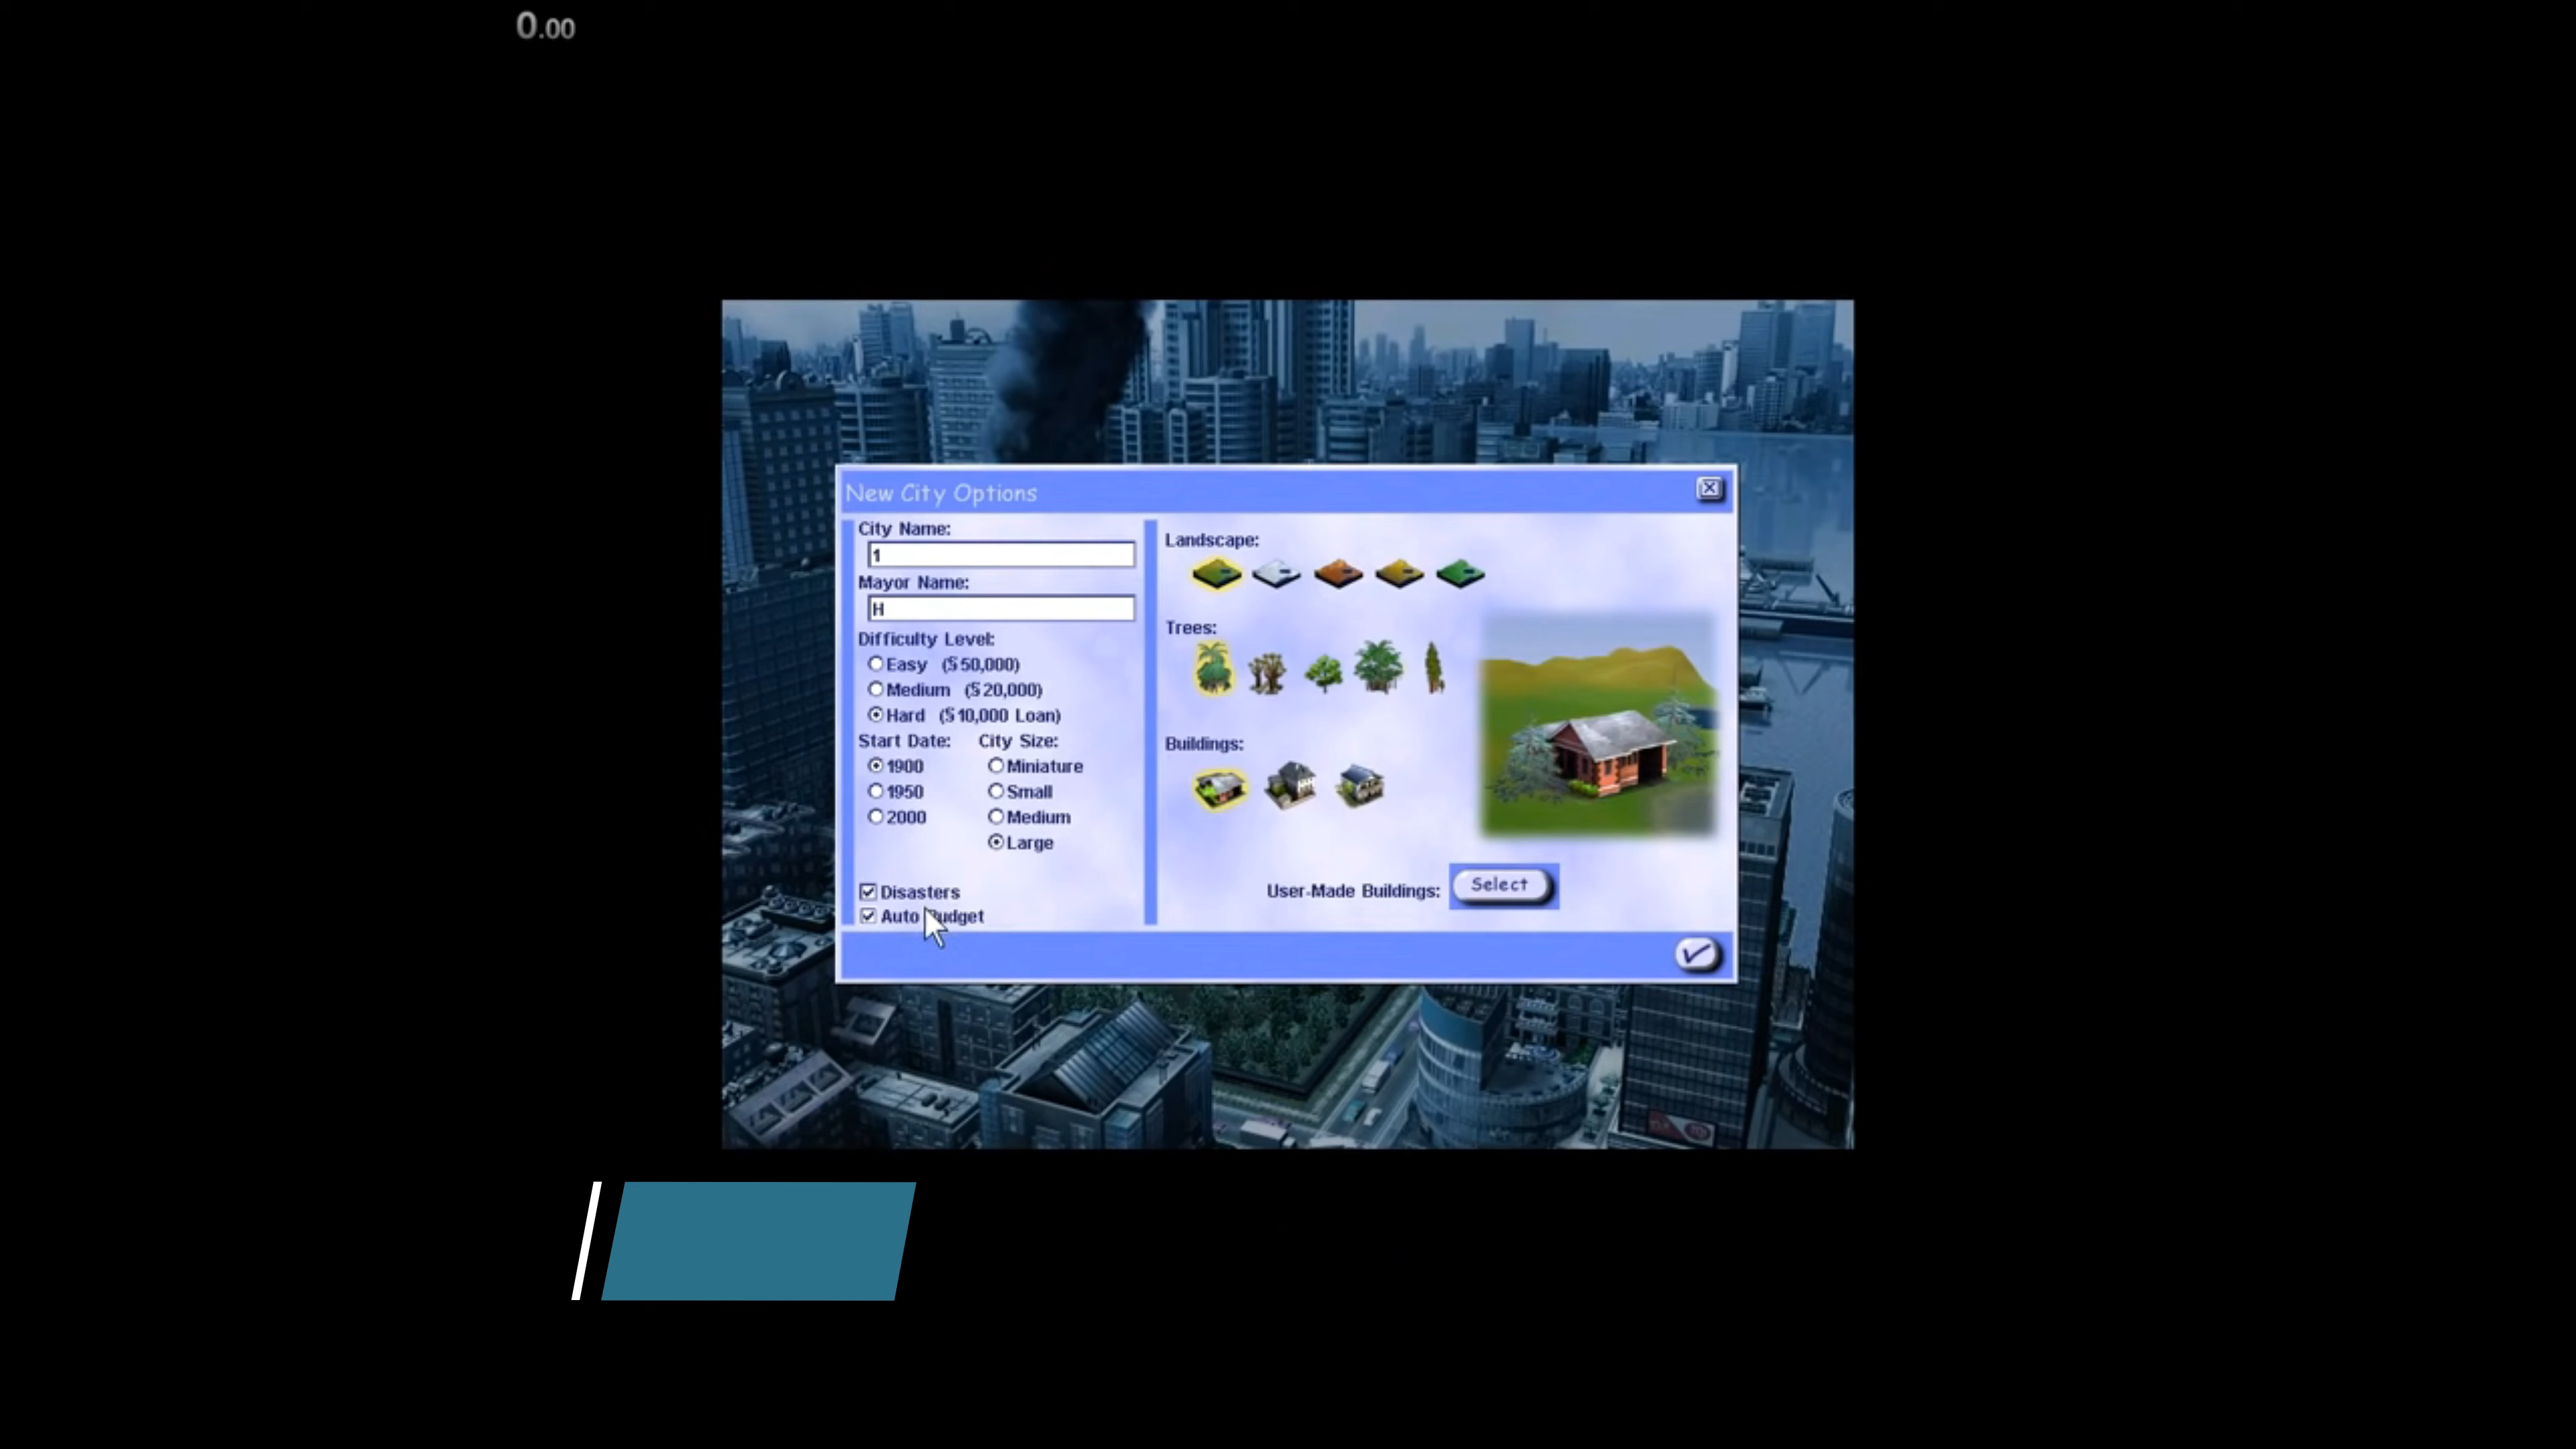 0.00
New City Options
City Name:
1
Mayor Name:
H
Difficulty Level:
Easy (§50,000)
Medium (§20,000)
Hard (§10,000 Loan)
Start Date: City Size:
1900 Miniature
1950 Small
2000 Medium
Large
Disasters
Auto Budget
Landscape:
Trees:
Buildings:
User-Made Buildings: Select